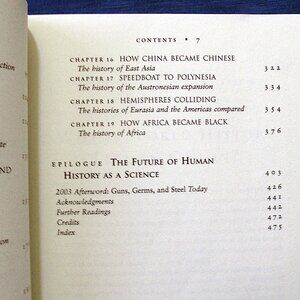 CONTENTS • 7
CHAPTER 16 HOW CHINA BECAME CHINESE
The history of East Asia 322
CHAPTER 17 SPEEDBOAT TO POLYNESIA
The history of the Austronesian expansion 334
CHAPTER 18 HEMISPHERES COLLIDING
The histories of Eurasia and the Americas compared 354
CHAPTER 19 HOW AFRICA BECAME BLACK
The history of Africa 376
EPILOGUE THE FUTURE OF HUMAN
HISTORY AS A SCIENCE 403
2003 Afterword: Guns, Germs, and Steel Today 426
Acknowledgments 441
Further Readings 442
Credits 472
Index 475